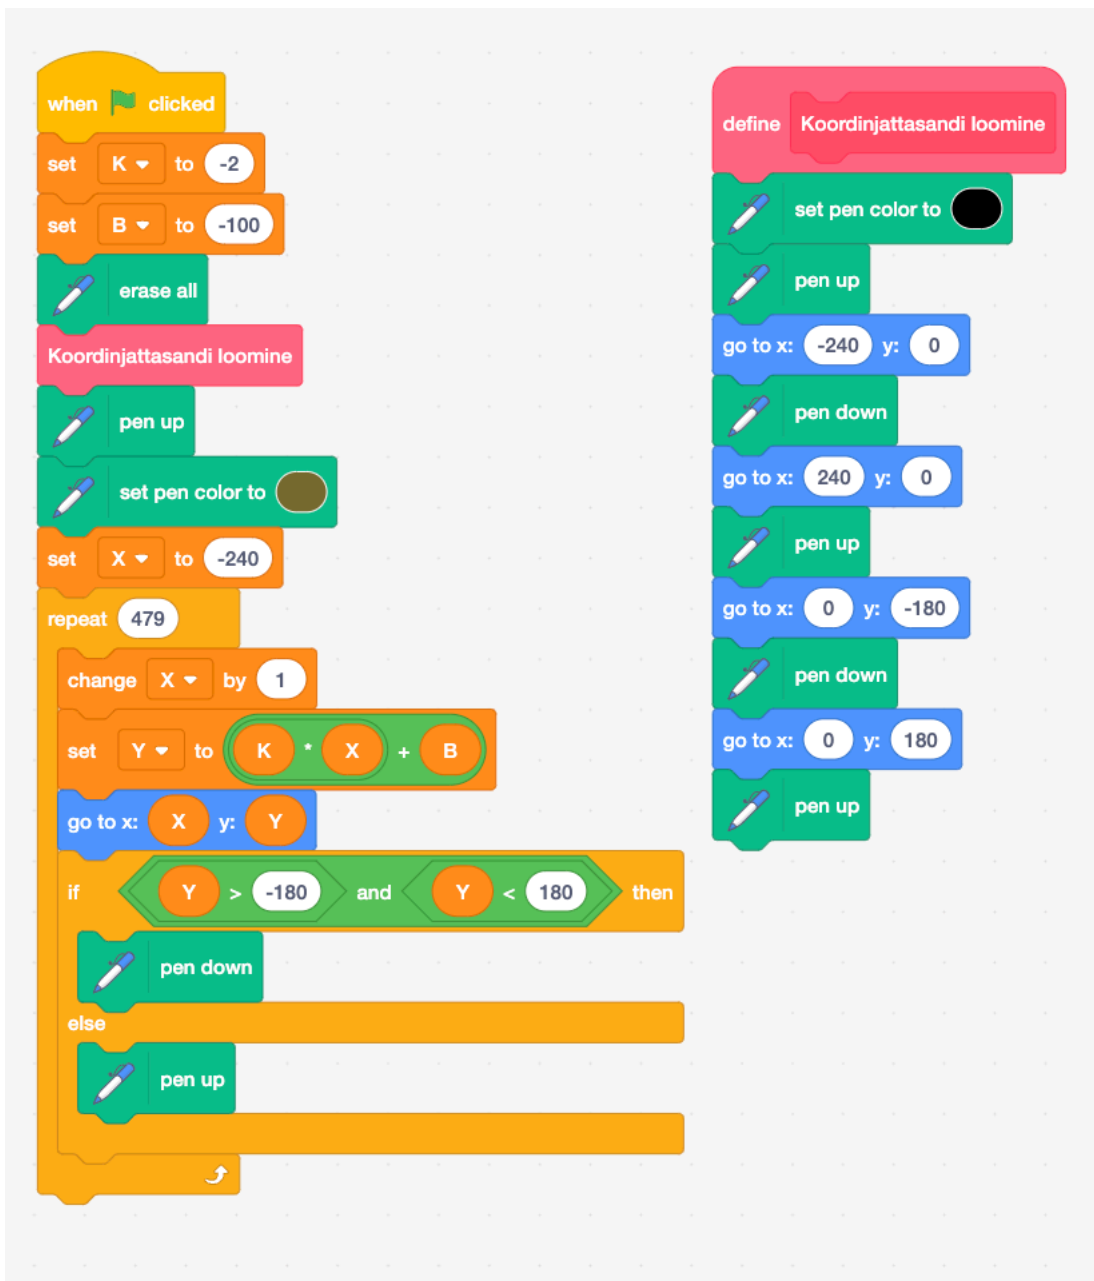 when clicked
set K to -2
set B to -100
erase all
Koordinjattasandi loomine
pen up
set pen color to
set X to -240
repeat 479
change X by 1
set Y to K * X + B
go to x: X y: Y
if Y > -180 and Y < 180 then
pen down
else
pen up
define Koordinjattasandi loomine
set pen color to
pen up
go to x: -240 y: 0
pen down
go to x: 240 y: 0
pen up
go to x: 0 y: -180
pen down
go to x: 0 y: 180
pen up